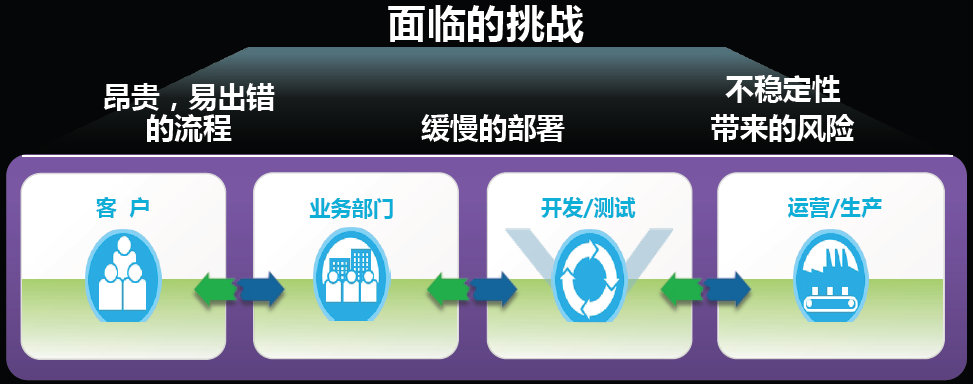 面临的挑战
昂贵，易出错
的流程
缓慢的部署
不稳定性
带来的风险
客 户
业务部门
开发/测试
运营/生产